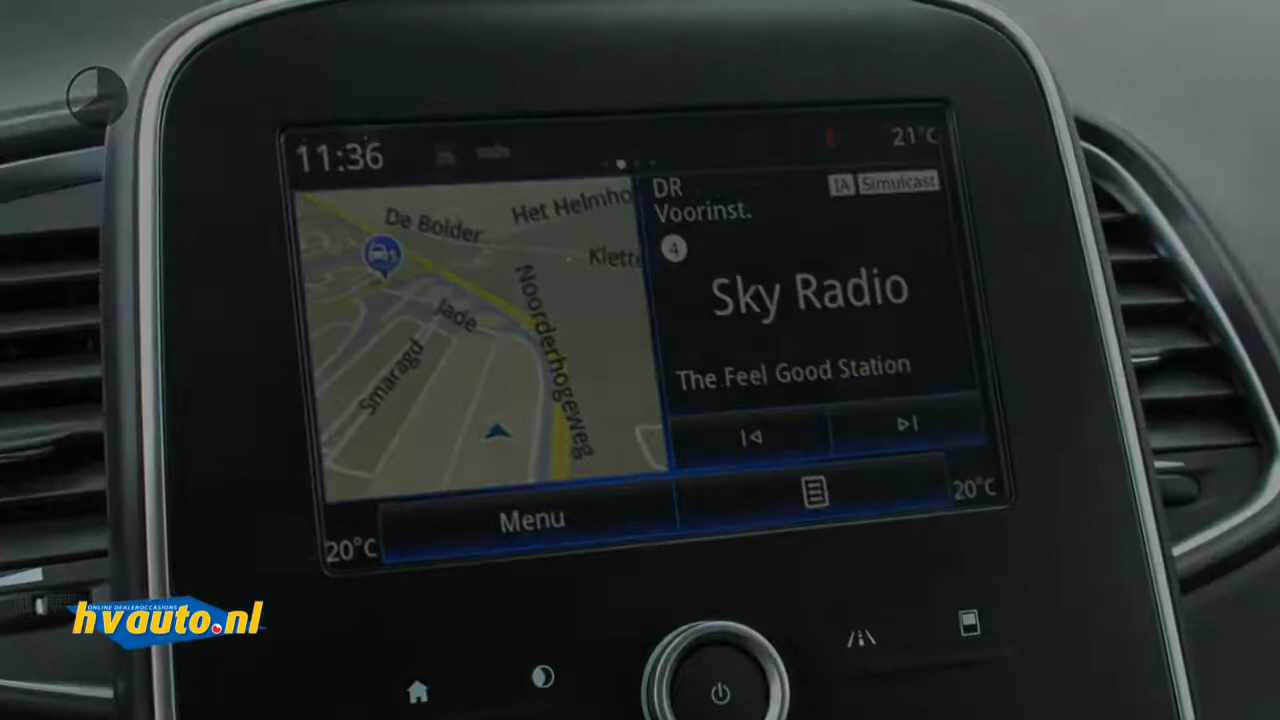 11:36
21°C
De Bolder
Het Helmho
Klette
Noorderhogeweg
Jade
Smaragd
DR
IA Simulcast
Voorinst.
4
Sky Radio
The Feel Good Station
Menu
20°C
20°C
ONLINE DEALEROCCASIONS
hvauto.nl